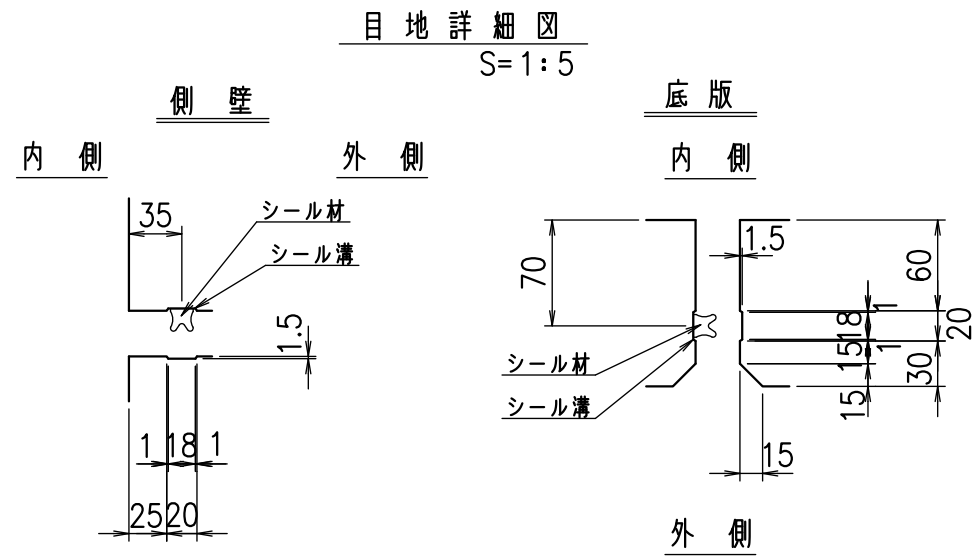 目地詳細図
S=1:5
側壁
底版
内側
外側
内側
35
シール材
シール溝
1.5
1 18 1
25 20
70
1.5
60
1
18
20
1
15
30
15
シール材
シール溝
15
外側